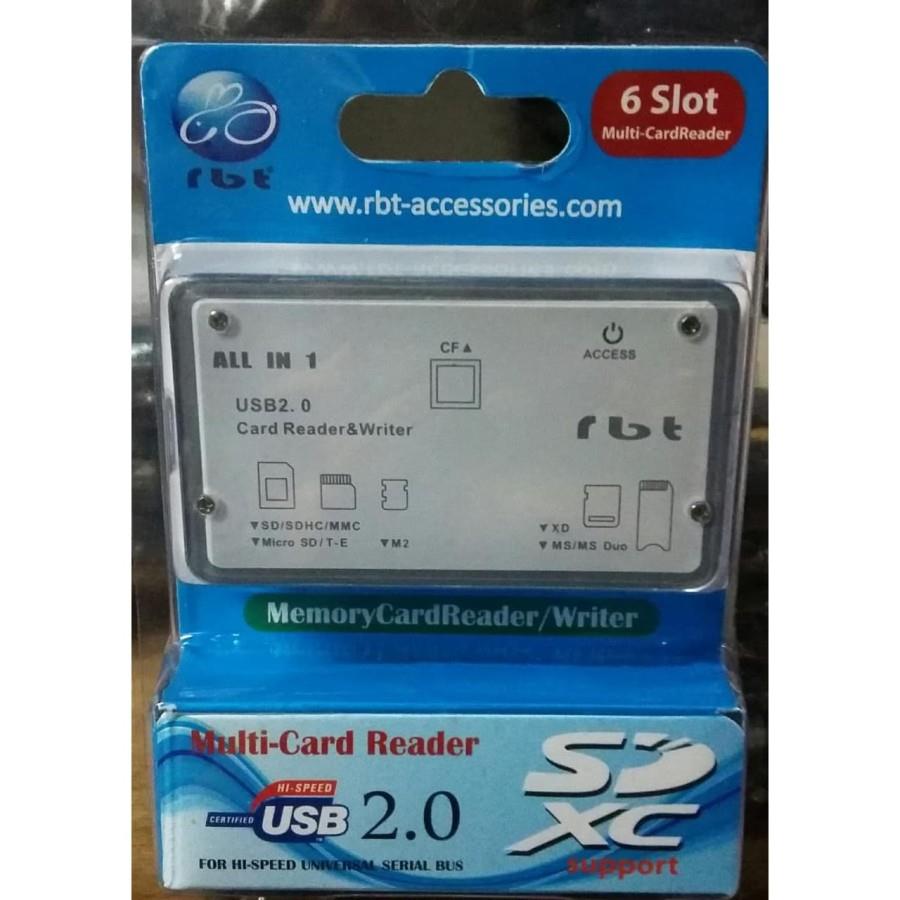 rbt
6 Slot
Multi-CardReader
www.rbt-accessories.com
ALL IN 1
CF▲
ACCESS
USB2.0
Card Reader&Writer
rbt
▼SD/SDHC/MMC
▼Micro SD/T-E
▼M2
▼XD
▼MS/MS Duo
MemoryCardReader/Writer
Multi-Card Reader
HI-SPEED
CERTIFIED
USB 2.0
FOR HI-SPEED UNIVERSAL SERIAL BUS
SD
XC
support